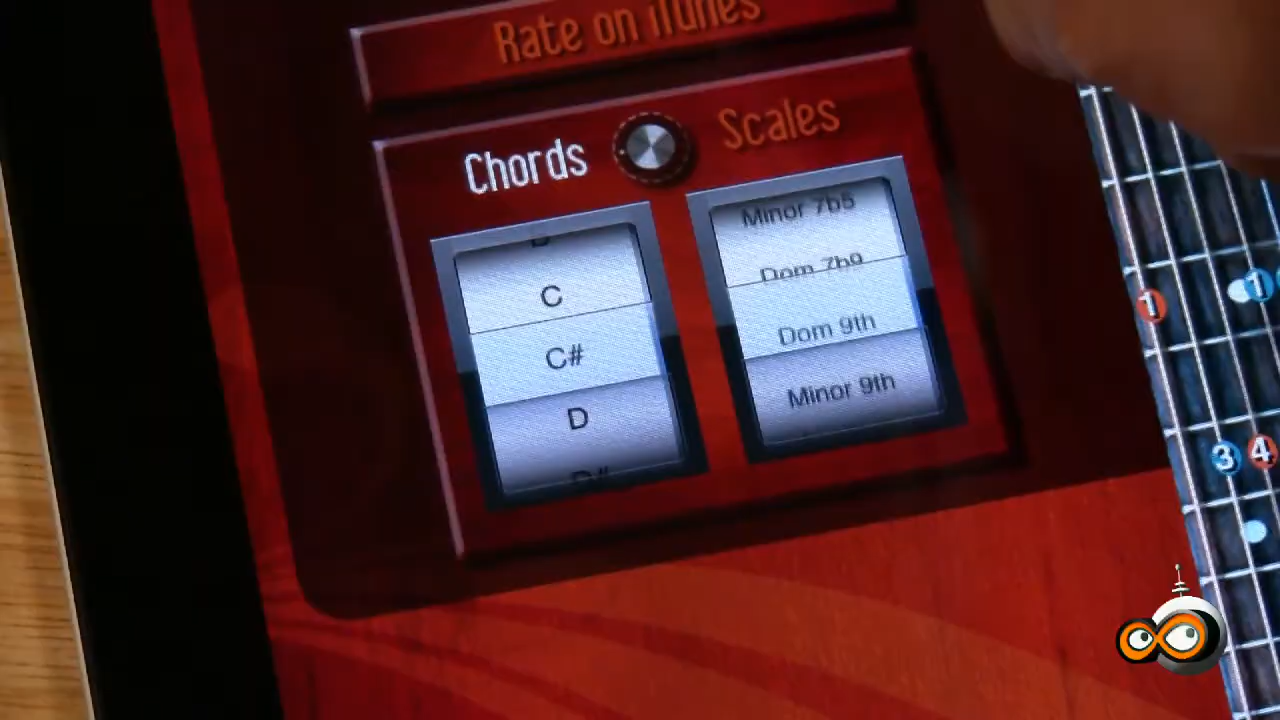 Rate on iTunes
Chords
Scales
C
C#
D
D#
Minor 7b5
Dom 7b9
Dom 9th
Minor 9th
1
1
3
4